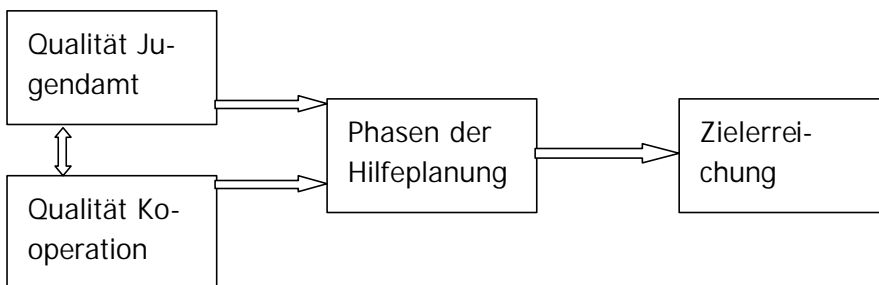 Qualität Ju-
gendamt
Phasen der
Hilfeplanung
Zielerrei-
chung
Qualität Ko-
operation